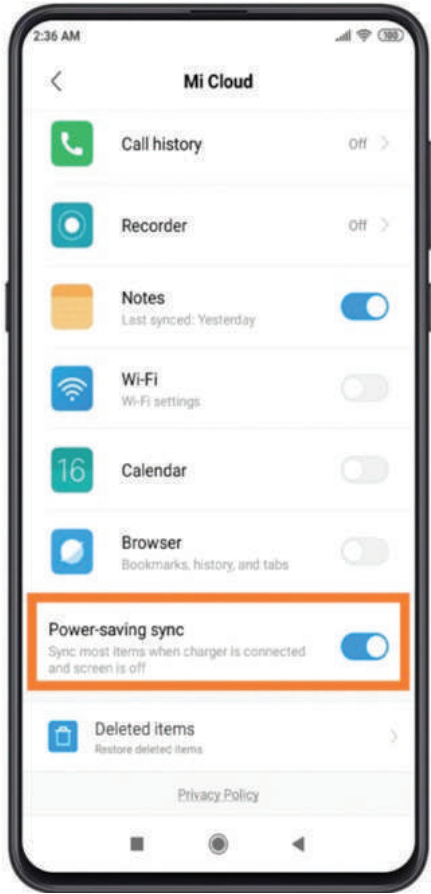 2:36 AM 100
Mi Cloud
Call history Off
Recorder Off
Notes
Last synced: Yesterday
Wi-Fi
Wi-Fi settings
16 Calendar
Browser
Bookmarks, history, and tabs
Power-saving sync
Sync most items when charger is connected
and screen is off
Deleted items
Restore deleted items
Privacy Policy